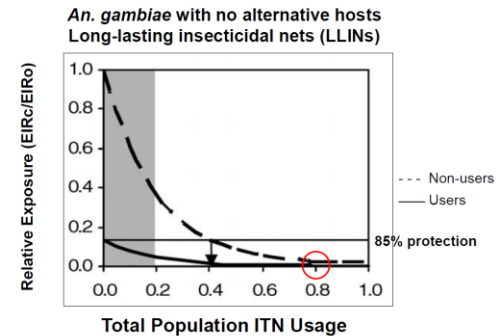 An. gambiae with no alternative hosts
Long-lasting insecticidal nets (LLINs)
Relative Exposure (EIRc/EIRo)
1.0
0.8
0.6
0.4
0.2
0.0
0.0 0.2 0.4 0.6 0.8 1.0
Non-users
Users
85% protection
Total Population ITN Usage